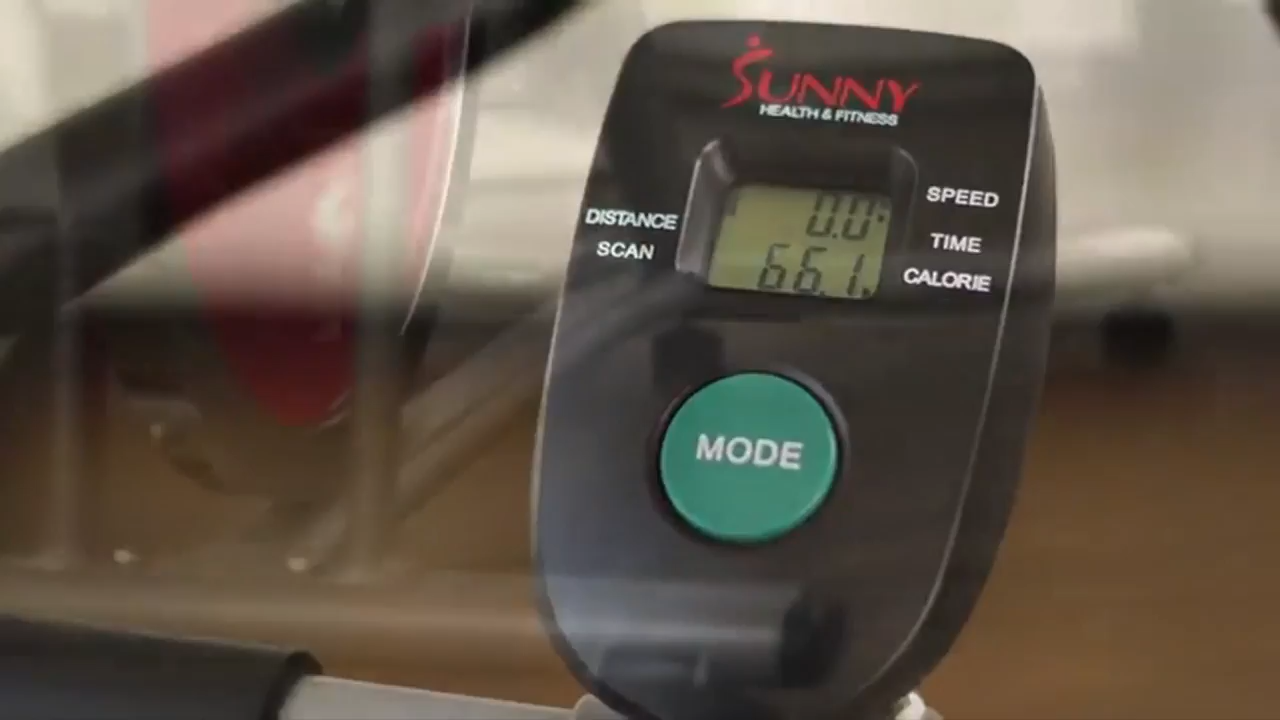 SUNNY
HEALTH & FITNESS
DISTANCE
SCAN
0.0
66.1
SPEED
TIME
CALORIE
MODE